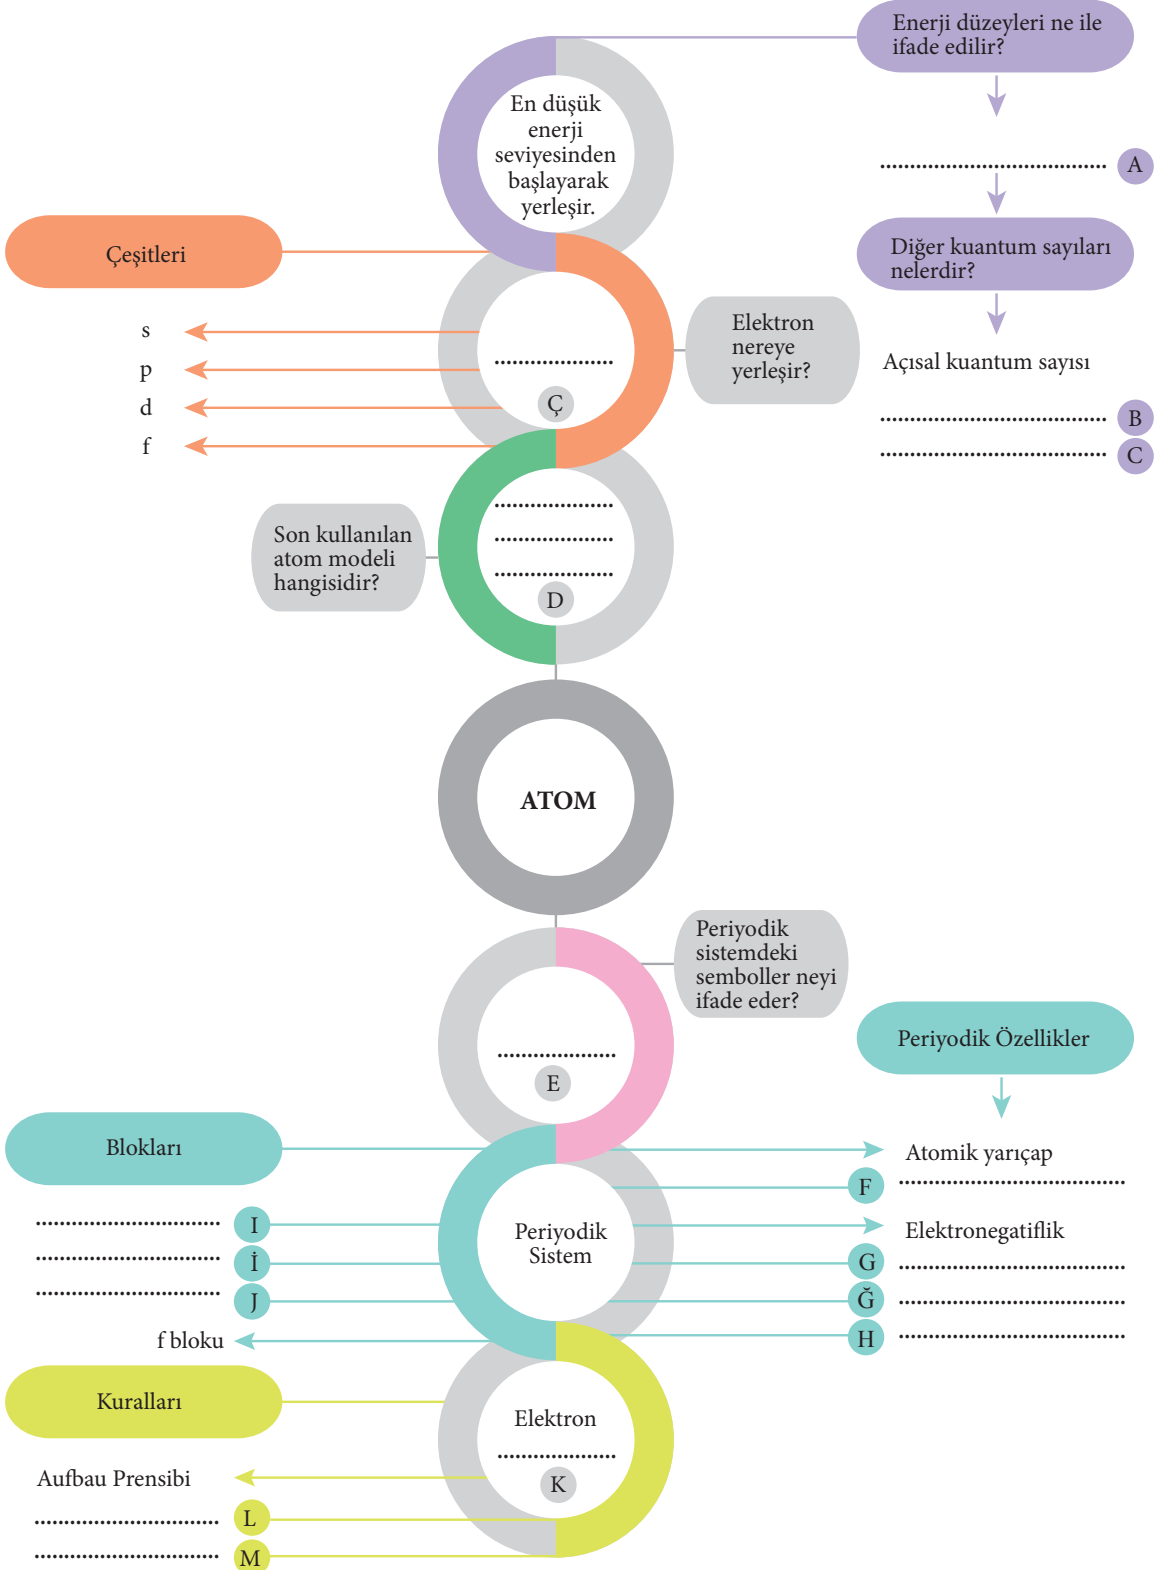 Enerji düzeyleri ne ile
ifade edilir?
En düşük
enerji
seviyesinden
başlayarak
yerleşir.
........................................ A
Diğer kuantum sayıları
nelerdir?
Açısal kuantum sayısı
........................................ B
........................................ C
Çeşitleri
s
p
d
f
Elektron
nereye
yerleşir?
.....................
Ç
Son kullanılan
atom modeli
hangisidir?
.....................
.....................
.....................
D
ATOM
Periyodik
sistemdeki
semboller neyi
ifade eder?
.....................
E
Periyodik Özellikler
Atomik yarıçap
F ........................................
Elektronegatiflik
G ........................................
Ğ ........................................
H ........................................
Blokları
................................ I
................................ İ
................................ J
f bloku
Periyodik
Sistem
Kuralları
Elektron
.....................
K
Aufbau Prensibi
................................ L
................................ M